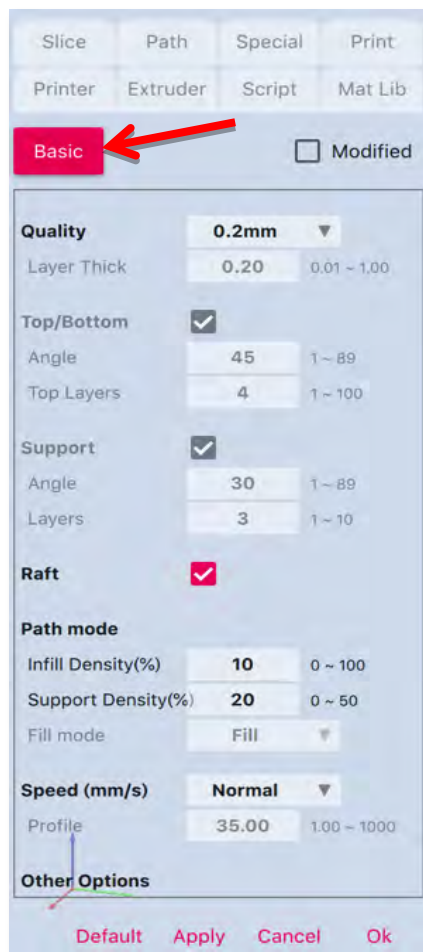 Slice Path Special Print
Printer Extruder Script Mat Lib
Basic Modified
Quality 0.2mm
Layer Thick 0.20 0.01 ~ 1.00
Top/Bottom
Angle 45 1 ~ 89
Top Layers 4 1 ~ 100
Support
Angle 30 1 ~ 89
Layers 3 1 ~ 10
Raft
Path mode
Infill Density(%) 10 0 ~ 100
Support Density(%) 20 0 ~ 50
Fill mode Fill
Speed (mm/s) Normal
Profile 35.00 1.00 ~ 1000
Other Options
Default Apply Cancel Ok